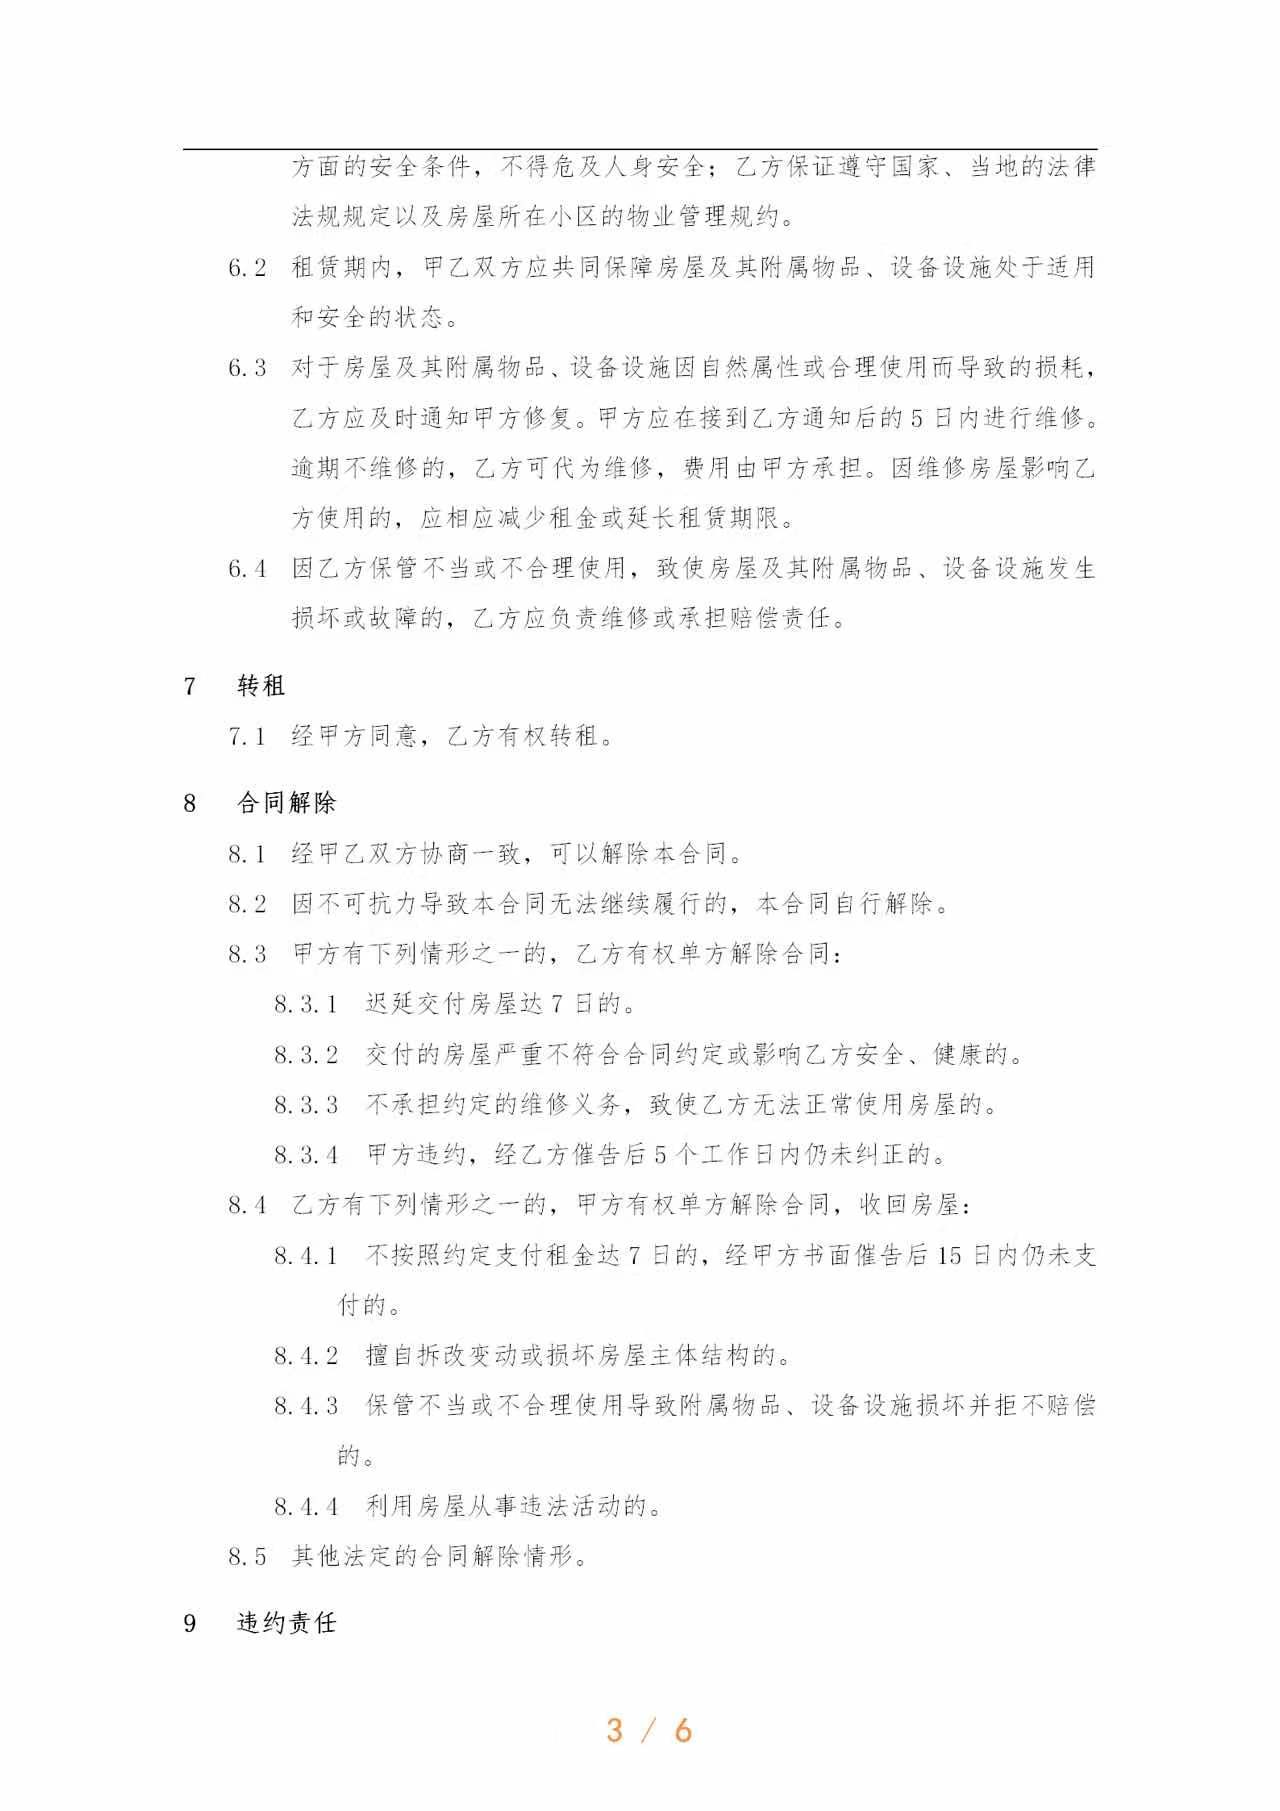 方面的安全条件，不得危及人身安全；乙方保证遵守国家、当地的法律
法规规定以及房屋所在小区的物业管理规约。
6.2 租赁期内，甲乙双方应共同保障房屋及其附属物品、设备设施处于适用
和安全的状态。
6.3 对于房屋及其附属物品、设备设施因自然属性或合理使用而导致的损耗，
乙方应及时通知甲方修复。甲方应在接到乙方通知后的 5 日内进行维修。
逾期不维修的，乙方可代为维修，费用由甲方承担。因维修房屋影响乙
方使用的，应相应减少租金或延长租赁期限。
6.4 因乙方保管不当或不合理使用，致使房屋及其附属物品、设备设施发生
损坏或故障的，乙方应负责维修或承担赔偿责任。
7 转租
7.1 经甲方同意，乙方有权转租。
8 合同解除
8.1 经甲乙双方协商一致，可以解除本合同。
8.2 因不可抗力导致本合同无法继续履行的，本合同自行解除。
8.3 甲方有下列情形之一的，乙方有权单方解除合同：
8.3.1 迟延交付房屋达 7 日的。
8.3.2 交付的房屋严重不符合合同约定或影响乙方安全、健康的。
8.3.3 不承担约定的维修义务，致使乙方无法正常使用房屋的。
8.3.4 甲方违约，经乙方催告后 5 个工作日内仍未纠正的。
8.4 乙方有下列情形之一的，甲方有权单方解除合同，收回房屋：
8.4.1 不按照约定支付租金达 7 日的，经甲方书面催告后 15 日内仍未支
付的。
8.4.2 擅自拆改变动或损坏房屋主体结构的。
8.4.3 保管不当或不合理使用导致附属物品、设备设施损坏并拒不赔偿
的。
8.4.4 利用房屋从事违法活动的。
8.5 其他法定的合同解除情形。
9 违约责任
3 / 6